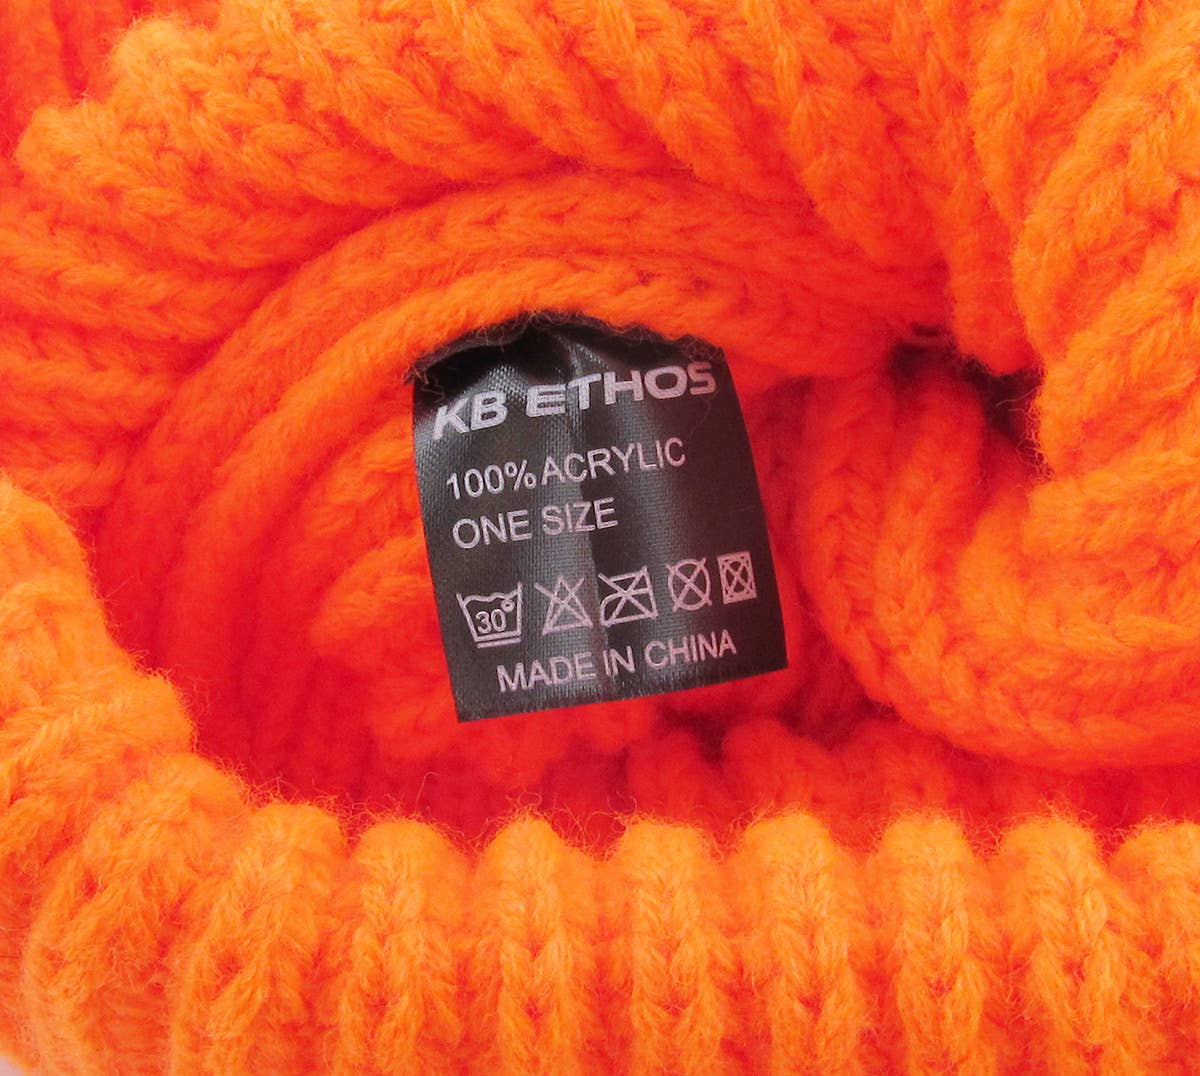 KB ETHOS
100% ACRYLIC
ONE SIZE
30°
MADE IN CHINA